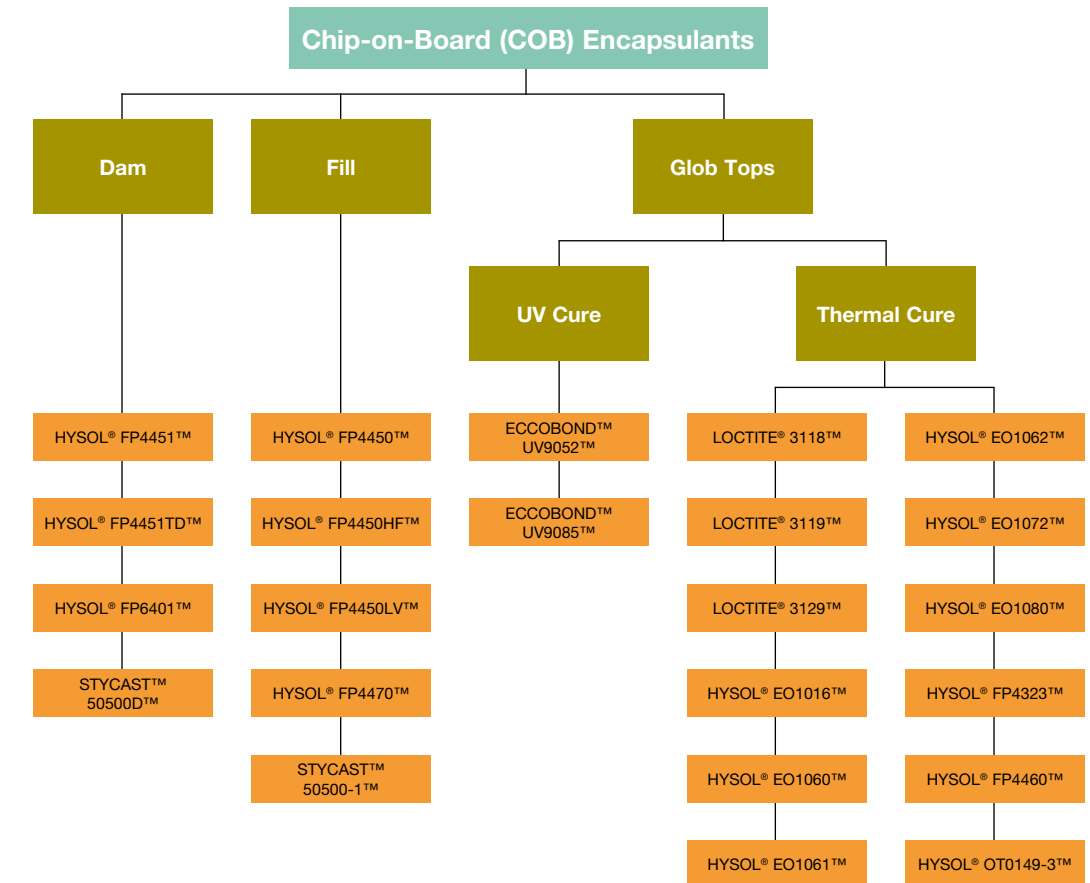 Chip-on-Board (COB) Encapsulants
Dam
Fill
Glob Tops
UV Cure
Thermal Cure
HYSOL® FP4451™
HYSOL® FP4450™
ECCOBOND™
UV9052™
LOCTITE® 3118™
HYSOL® EO1062™
HYSOL® FP4451TD™
HYSOL® FP4450HF™
ECCOBOND™
UV9085™
LOCTITE® 3119™
HYSOL® EO1072™
HYSOL® FP6401™
HYSOL® FP4450LV™
LOCTITE® 3129™
HYSOL® EO1080™
STYCAST™
50500D™
HYSOL® FP4470™
HYSOL® EO1016™
HYSOL® FP4323™
STYCAST™
50500-1™
HYSOL® EO1060™
HYSOL® FP4460™
HYSOL® EO1061™
HYSOL® OT0149-3™